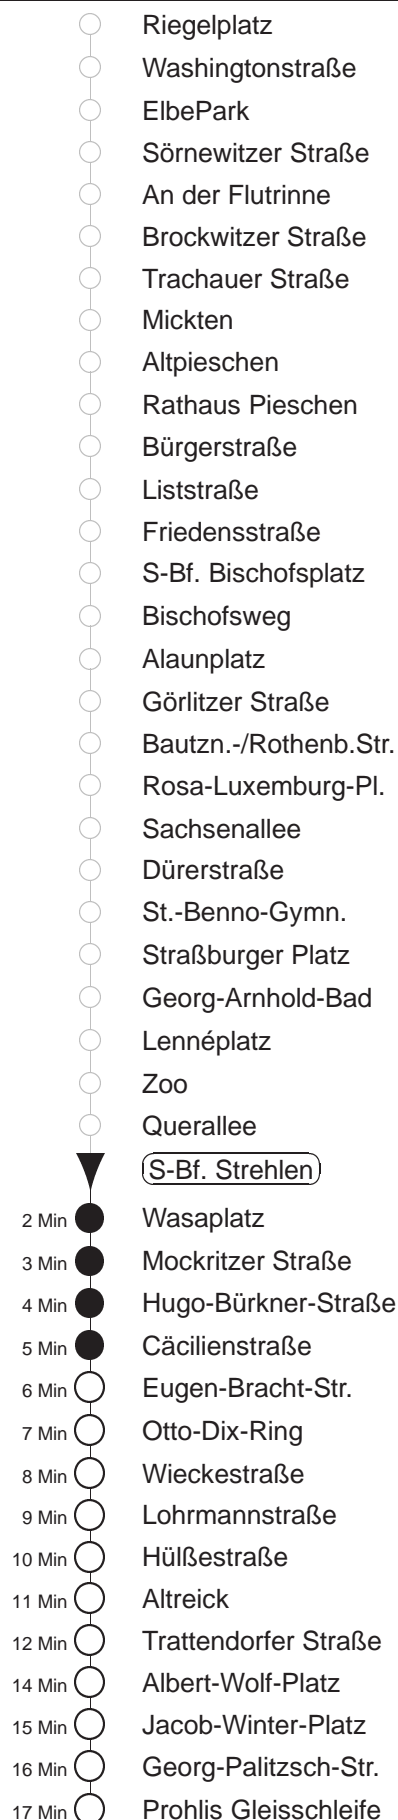 Riegelplatz
Washingtonstraße
ElbePark
Sörnewitzer Straße
An der Flutrinne
Brockwitzer Straße
Trachauer Straße
Mickten
Altpieschen
Rathaus Pieschen
Bürgerstraße
Liststraße
Friedensstraße
S-Bf. Bischofsplatz
Bischofsweg
Alaunplatz
Görlitzer Straße
Bautzn.-/Rothenb.Str.
Rosa-Luxemburg-Pl.
Sachsenallee
Dürerstraße
St.-Benno-Gymn.
Straßburger Platz
Georg-Arnhold-Bad
Lennéplatz
Zoo
Querallee
S-Bf. Strehlen
2 Min Wasaplatz
3 Min Mockritzer Straße
4 Min Hugo-Bürkner-Straße
5 Min Cäcilienstraße
6 Min Eugen-Bracht-Str.
7 Min Otto-Dix-Ring
8 Min Wieckestraße
9 Min Lohrmannstraße
10 Min Hülßestraße
11 Min Altreick
12 Min Trattendorfer Straße
14 Min Albert-Wolf-Platz
15 Min Jacob-Winter-Platz
16 Min Georg-Palitzsch-Str.
17 Min Prohlis Gleisschleife